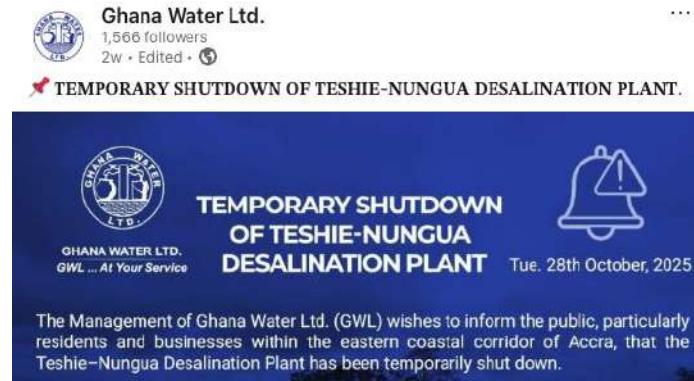 Ghana Water Ltd.
1,566 followers
2w • Edited •
TEMPORARY SHUTDOWN OF TESHIE-NUNGUA DESALINATION PLANT.
GHANA WATER
LTD.
GHANA WATER LTD.
GWL ... At Your Service
TEMPORARY SHUTDOWN
OF TESHIE-NUNGUA
DESALINATION PLANT
Tue. 28th October, 2025
The Management of Ghana Water Ltd. (GWL) wishes to inform the public, particularly
residents and businesses within the eastern coastal corridor of Accra, that the
Teshie–Nungua Desalination Plant has been temporarily shut down.